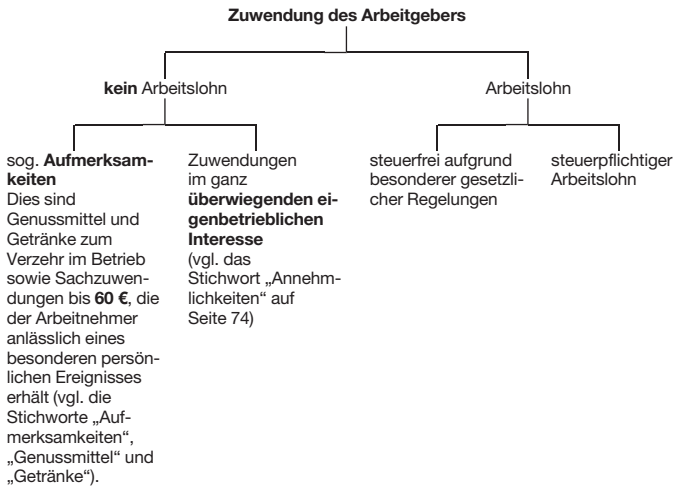 Zuwendung des Arbeitgebers
kein Arbeitslohn
Arbeitslohn
sog. Aufmerksam-
keiten
Dies sind
Genussmittel und
Getränke zum
Verzehr im Betrieb
sowie Sachzuwen-
dungen bis 60 €, die
der Arbeitnehmer
anlässlich eines
besonderen persön-
lichen Ereignisses
erhält (vgl. die
Stichworte „Auf-
merksamkeiten“,
„Genussmittel“ und
„Getränke“).
Zuwendungen
im ganz
überwiegenden ei-
genbetrieblichen
Interesse
(vgl. das
Stichwort „Annehm-
lichkeiten“ auf
Seite 74)
steuerfrei aufgrund
besonderer gesetzli-
cher Regelungen
steuerpflichtiger
Arbeitslohn